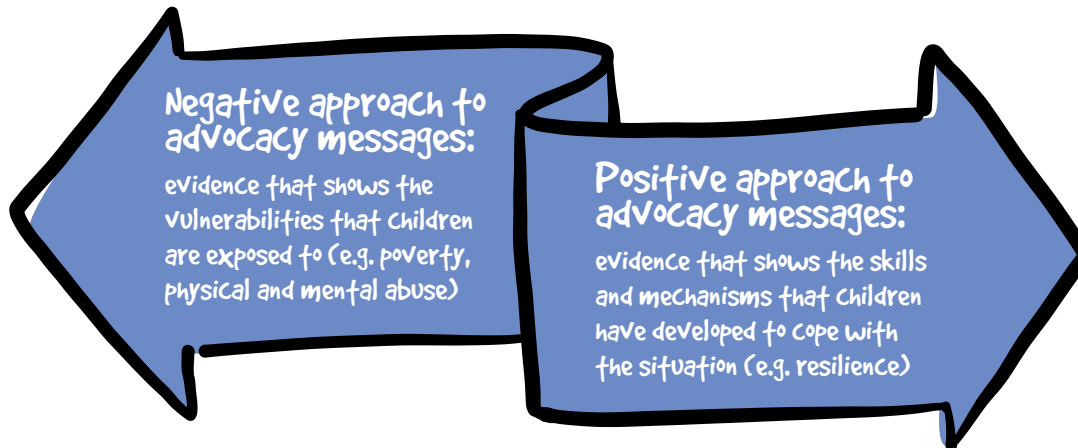 Negative approach to
advocacy messages:
evidence that shows the
vulnerabilities that children
are exposed to (e.g. poverty,
physical and mental abuse)
Positive approach to
advocacy messages:
evidence that shows the skills
and mechanisms that children
have developed to cope with
the situation (e.g. resilience)